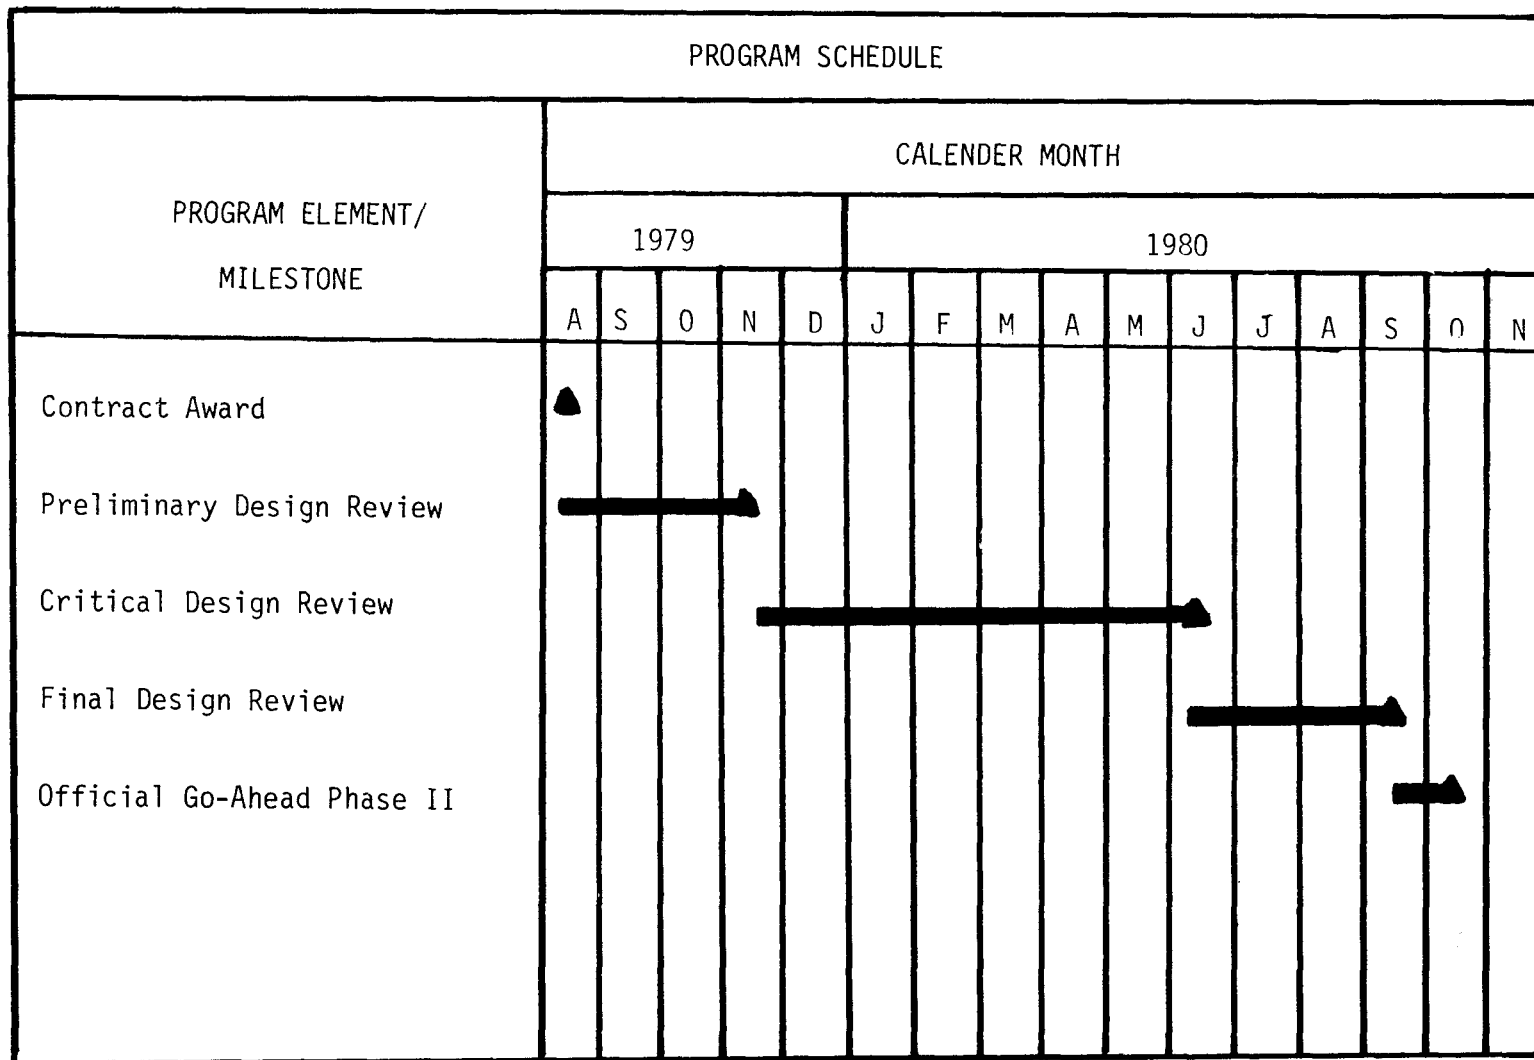 PROGRAM SCHEDULE
PROGRAM ELEMENT/
MILESTONE
CALENDER MONTH
1979 1980
A S O N D J F M A M J J A S O N
Contract Award
Preliminary Design Review
Critical Design Review
Final Design Review
Official Go-Ahead Phase II